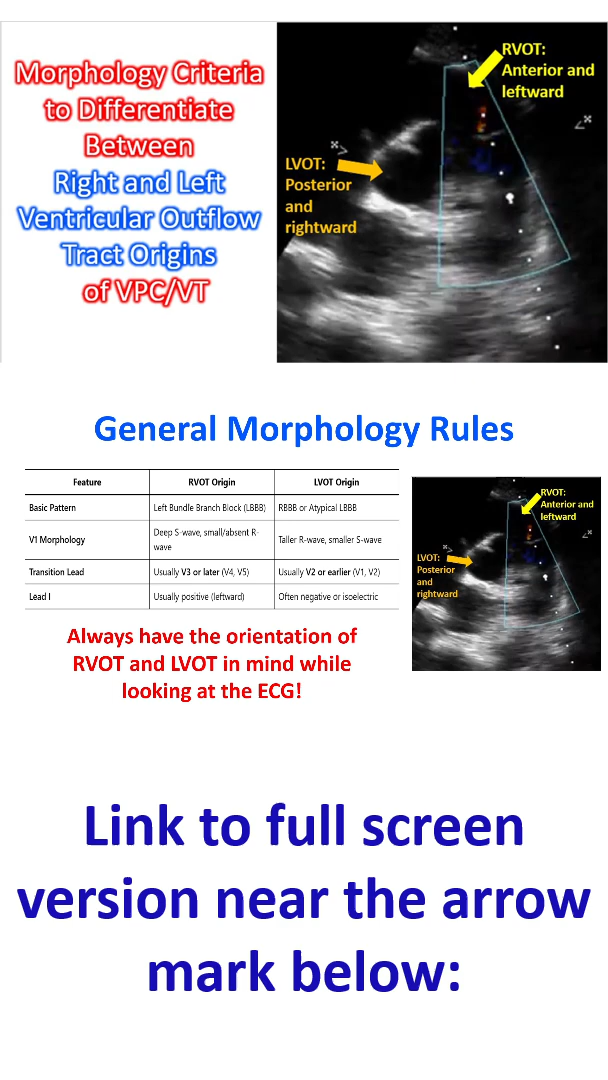 Morphology Criteria
to Differentiate
Between
Right and Left
Ventricular Outflow
Tract Origins
of VPC/VT
RVOT:
Anterior and
leftward
LVOT:
Posterior
and
rightward
General Morphology Rules
Feature RVOT Origin LVOT Origin
Basic Pattern Left Bundle Branch Block (LBBB) RBBB or Atypical LBBB
V1 Morphology Deep S-wave, small/absent R-wave Taller R-wave, smaller S-wave
Transition Lead Usually V3 or later (V4, V5) Usually V2 or earlier (V1, V2)
Lead I Usually positive (leftward) Often negative or isoelectric
RVOT:
Anterior and
leftward
LVOT:
Posterior
and
rightward
Always have the orientation of
RVOT and LVOT in mind while
looking at the ECG!
Link to full screen
version near the arrow
mark below: